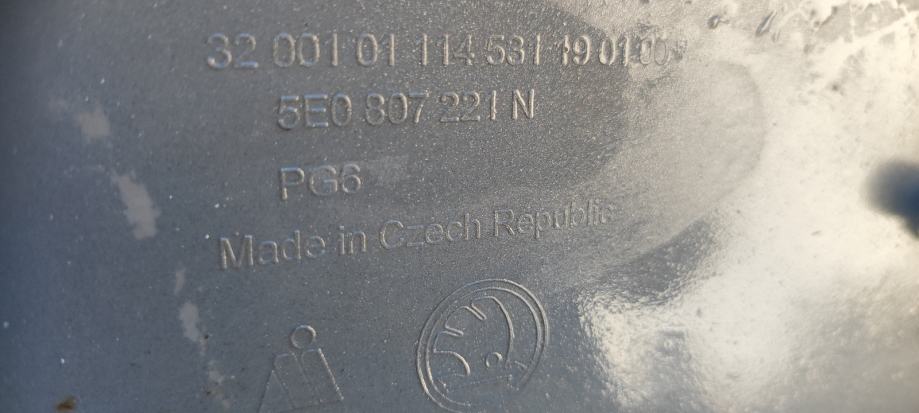 32 001 01 114 531 19 01 00
5E0 807 221 N
PG6
Made in Czech Republic